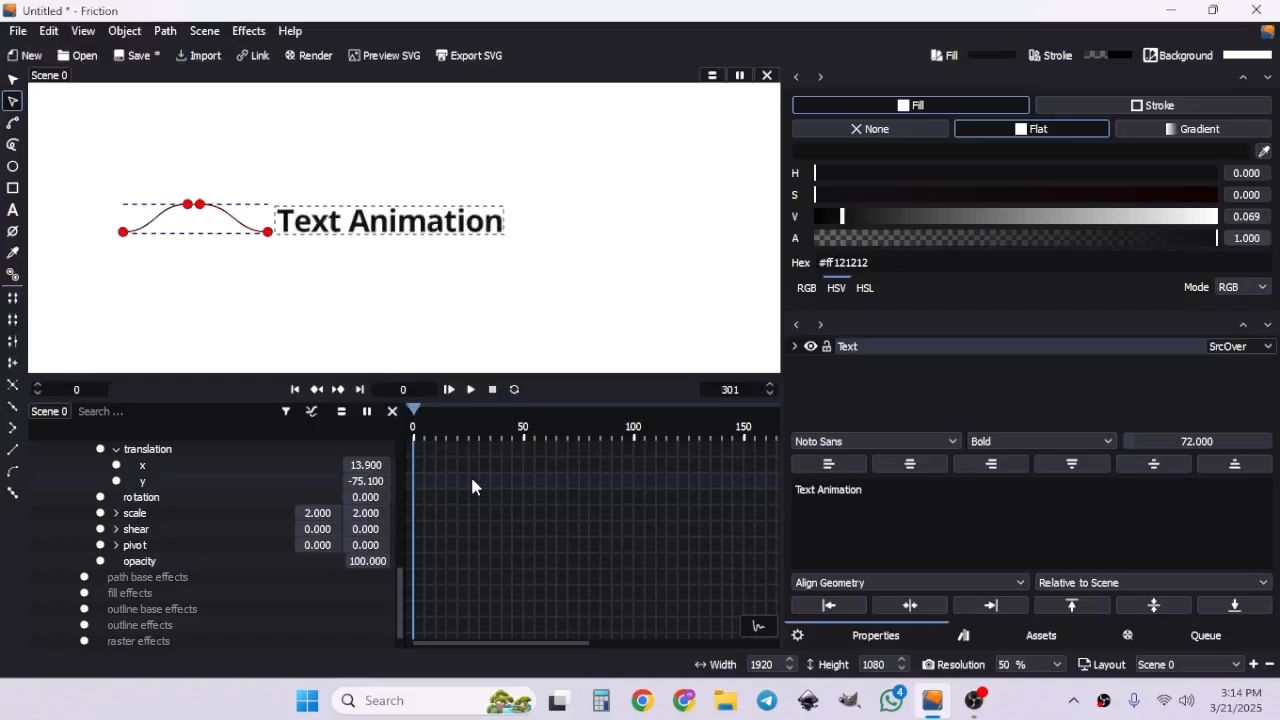 Untitled * - Friction
File Edit View Object Path Scene Effects Help
New Open Save * Import Link Render Preview SVG Export SVG Fill Stroke Background
Scene 0
Fill Stroke
None Flat Gradient
H 0.000
S 0.000
V 0.069
A 1.000
Hex #ff121212
RGB HSV HSL Mode RGB
Text Animation
Text SrcOver
0 0 301
Scene 0 Search ...
0 50 100 150
translation
x 13.900
y -75.100
rotation 0.000
scale 2.000 2.000
shear 0.000 0.000
pivot 0.000 0.000
opacity 100.000
path base effects
fill effects
outline base effects
outline effects
raster effects
Noto Sans Bold 72.000
Text Animation
Align Geometry Relative to Scene
Properties Assets Queue
Width 1920 Height 1080 Resolution 50 % Layout Scene 0
Search
4
3:14 PM
3/21/2025